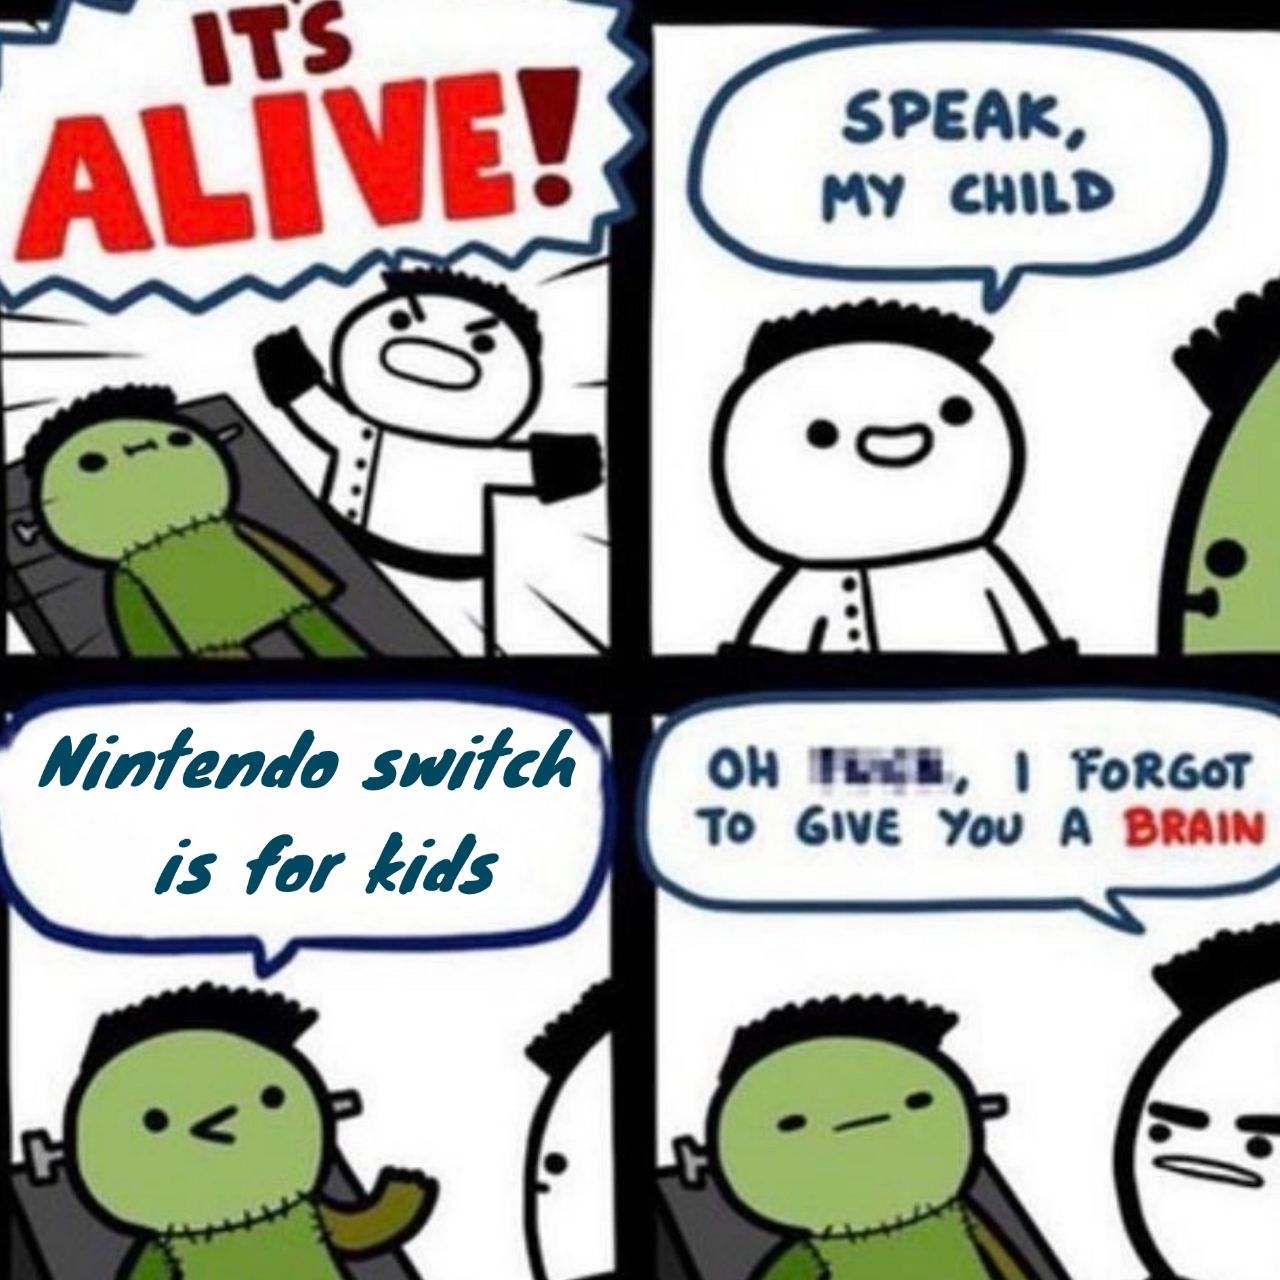 IT'S
ALIVE!
SPEAK,
MY CHILD
Nintendo switch
is for kids
OH , I FORGOT
TO GIVE YOU A BRAIN